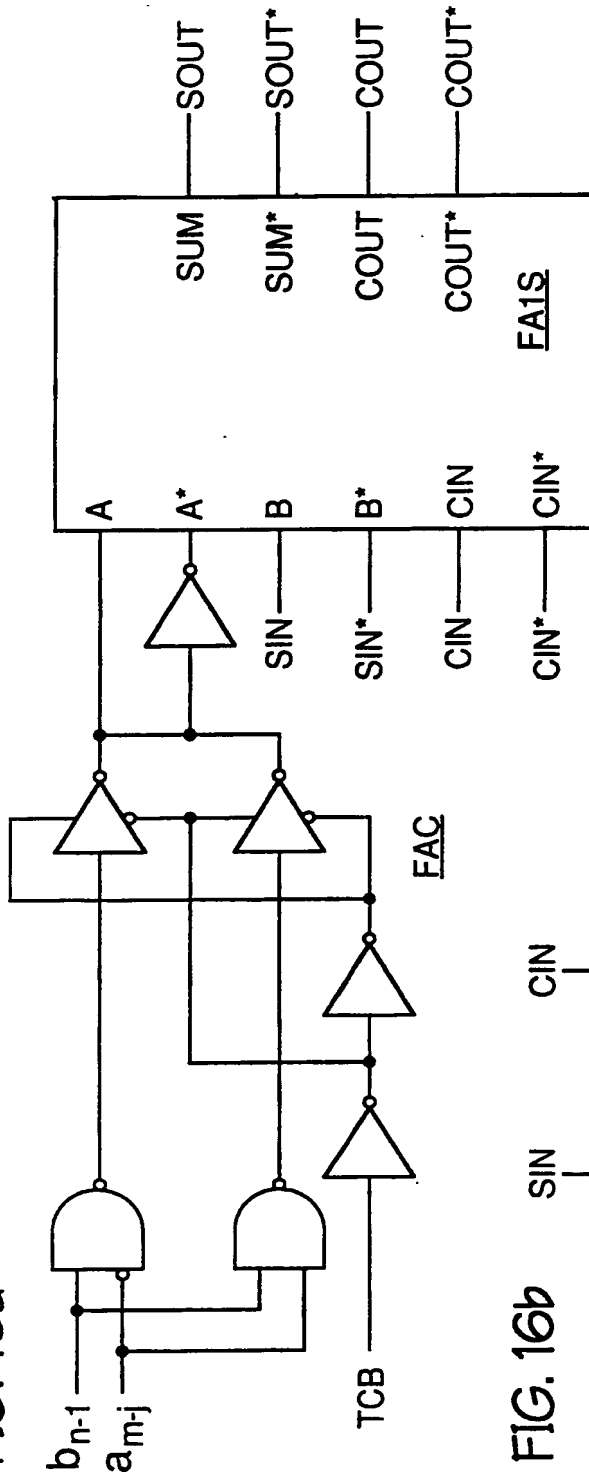 b_{n-1}
a_{m-j}
TCB
FAC
A
A*
SIN B
SIN* B*
CIN CIN
CIN* CIN*
SUM SOUT
SUM* SOUT*
COUT COUT
COUT* COUT*
FA1S
FIG. 16b
SIN
CIN